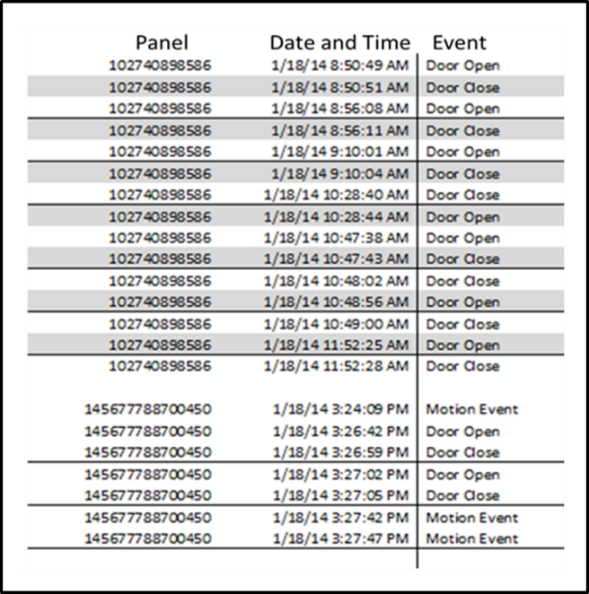 Panel Date and Time Event
102740898586 1/18/14 8:50:49 AM Door Open
102740898586 1/18/14 8:50:51 AM Door Close
102740898586 1/18/14 8:56:08 AM Door Open
102740898586 1/18/14 8:56:11 AM Door Close
102740898586 1/18/14 9:10:01 AM Door Open
102740898586 1/18/14 9:10:04 AM Door Close
102740898586 1/18/14 10:28:40 AM Door Close
102740898586 1/18/14 10:28:44 AM Door Open
102740898586 1/18/14 10:47:38 AM Door Open
102740898586 1/18/14 10:47:43 AM Door Close
102740898586 1/18/14 10:48:02 AM Door Close
102740898586 1/18/14 10:48:56 AM Door Open
102740898586 1/18/14 10:49:00 AM Door Close
102740898586 1/18/14 11:52:25 AM Door Open
102740898586 1/18/14 11:52:28 AM Door Close
145677788700450 1/18/14 3:24:09 PM Motion Event
145677788700450 1/18/14 3:26:42 PM Door Open
145677788700450 1/18/14 3:26:59 PM Door Close
145677788700450 1/18/14 3:27:02 PM Door Open
145677788700450 1/18/14 3:27:05 PM Door Close
145677788700450 1/18/14 3:27:42 PM Motion Event
145677788700450 1/18/14 3:27:47 PM Motion Event